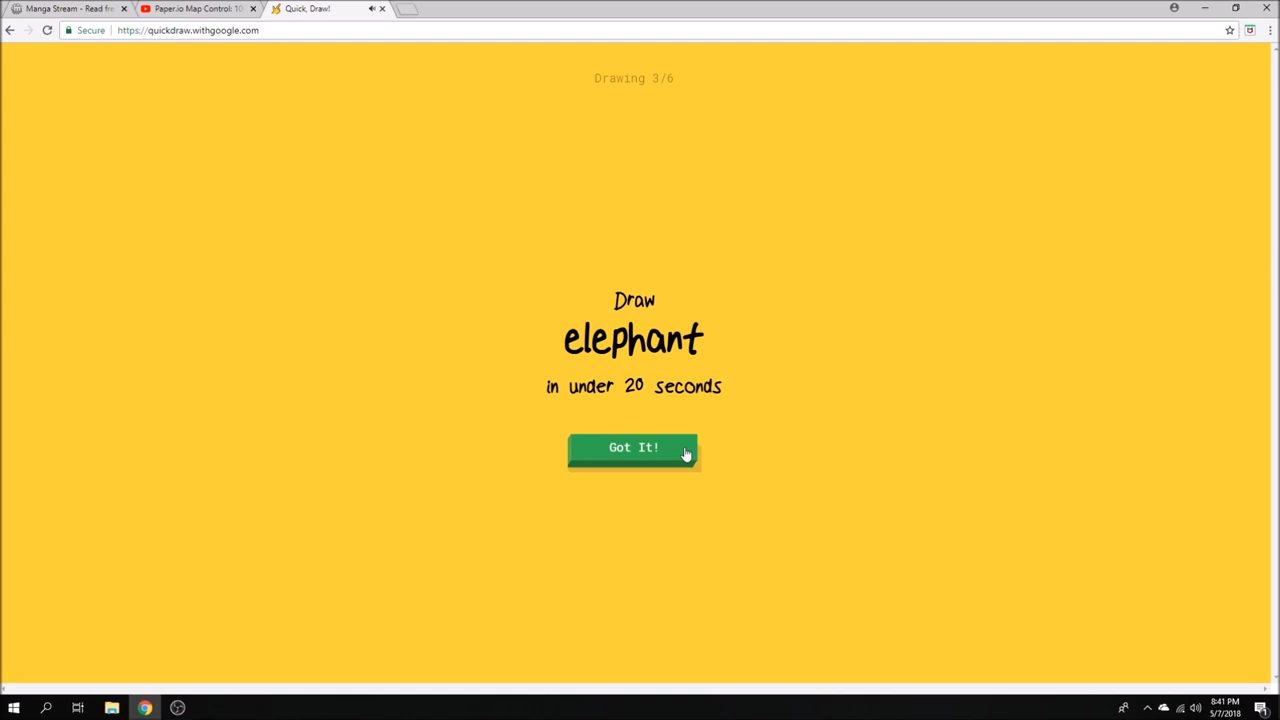 Manga Stream - Read fre
Paper.io Map Control: 10
Quick, Draw!
Secure
https://quickdraw.withgoogle.com
Drawing 3/6
Draw
elephant
in under 20 seconds
Got It!
8:41 PM
5/7/2018